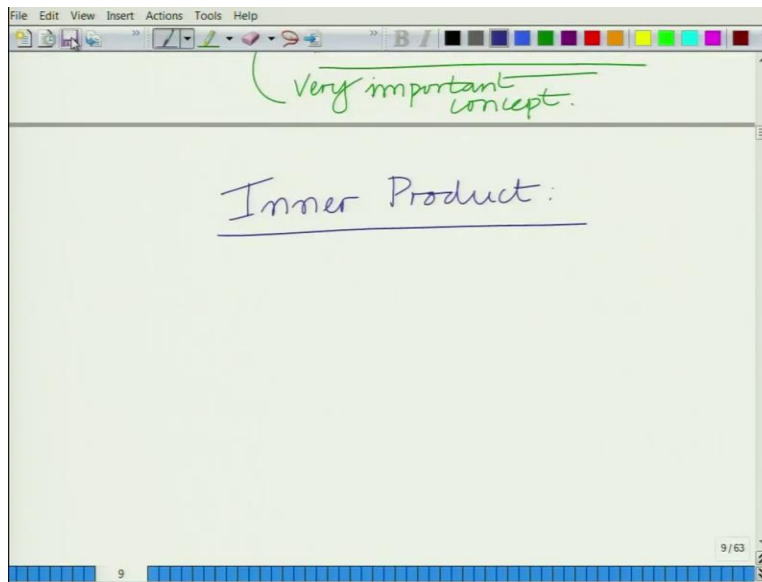 File Edit View Insert Actions Tools Help
B I
Very important
concept.
Inner Product:
9/63
9